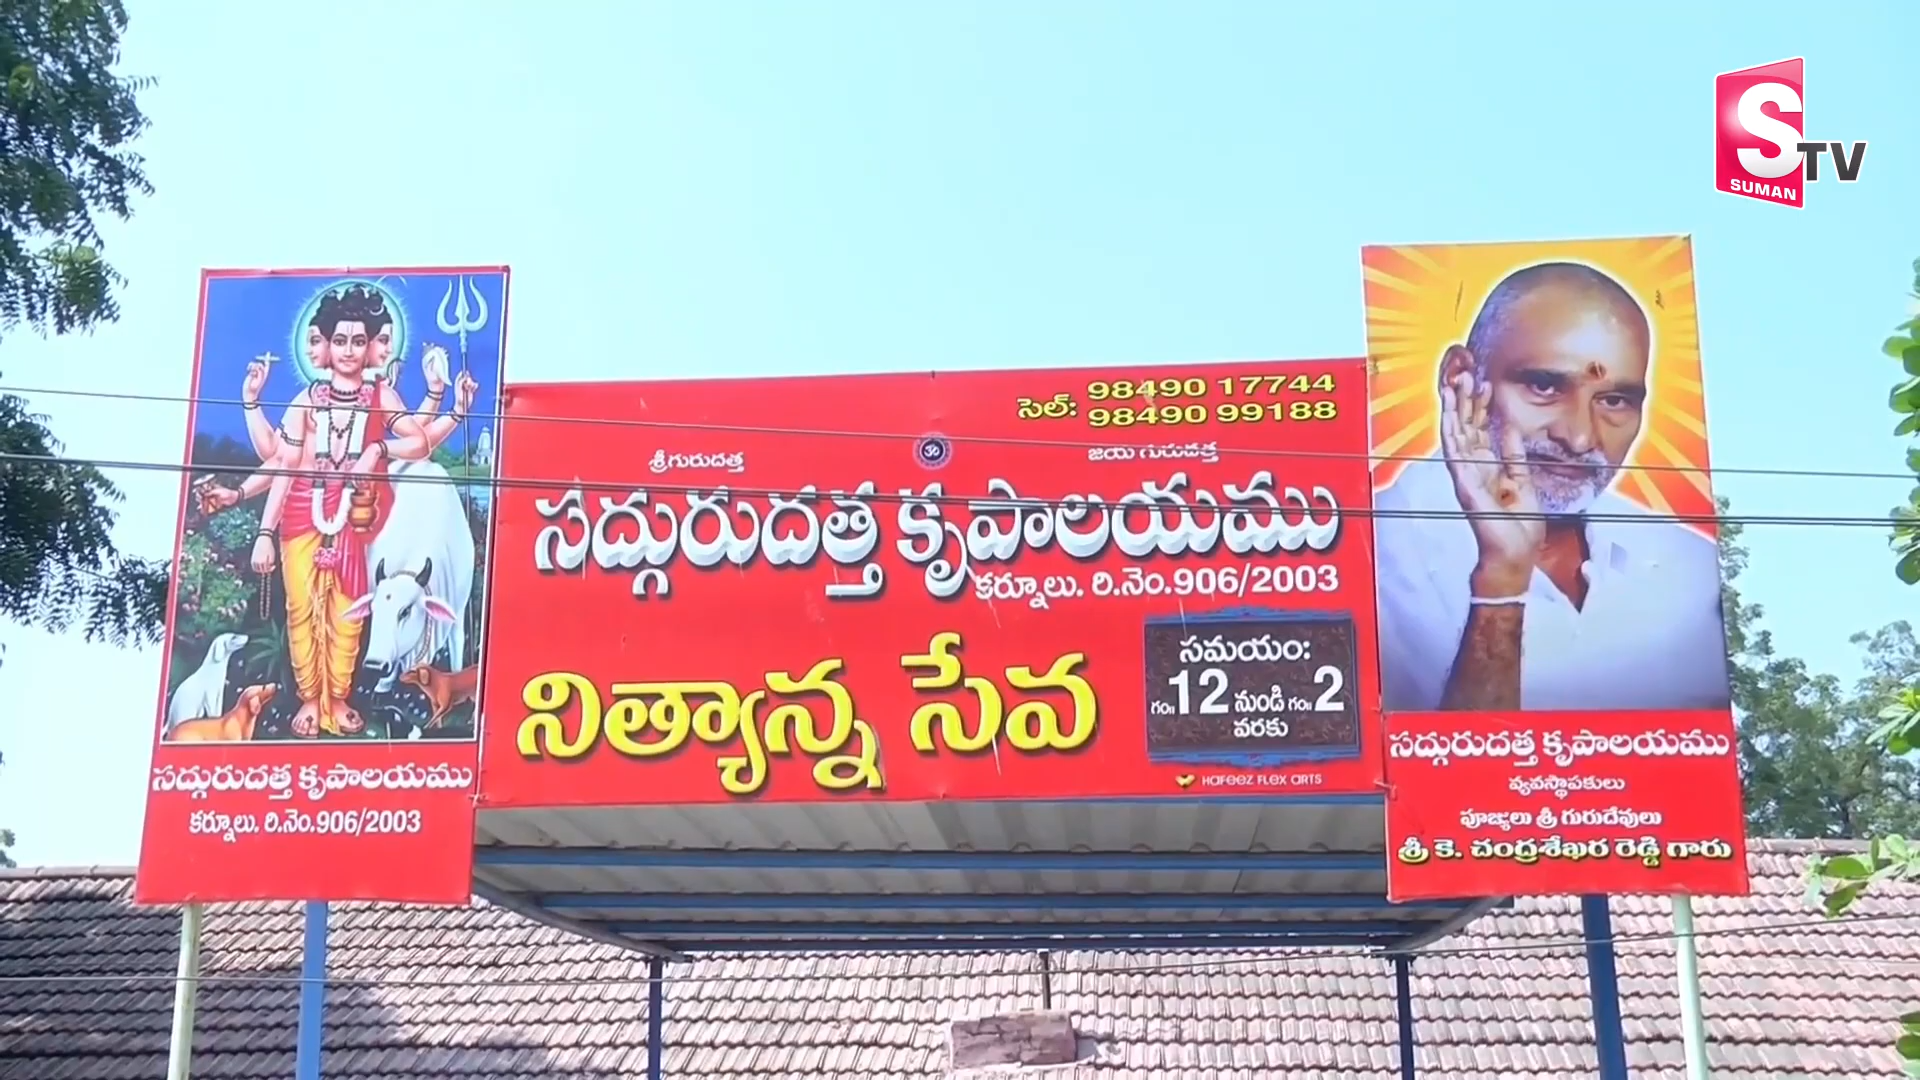 S TV
SUMAN
సెల్: 98490 17744
98490 99188
శ్రీగురుదత్త
ॐ
జయ గురుదత్త
సద్గురుదత్త కృపాలయము
కర్నూలు. రి.నెం.906/2003
నిత్యాన్న సేవ
సమయం:
గం॥12 నుండి గం॥2
వరకు
HAFEEZ FLEX ARTS
సద్గురుదత్త కృపాలయము
కర్నూలు. రి.నెం.906/2003
సద్గురుదత్త కృపాలయము
వ్యవస్థాపకులు
పూజ్యులు శ్రీ గురుదేవులు
శ్రీ కె. చంద్రశేఖర రెడ్డి గారు